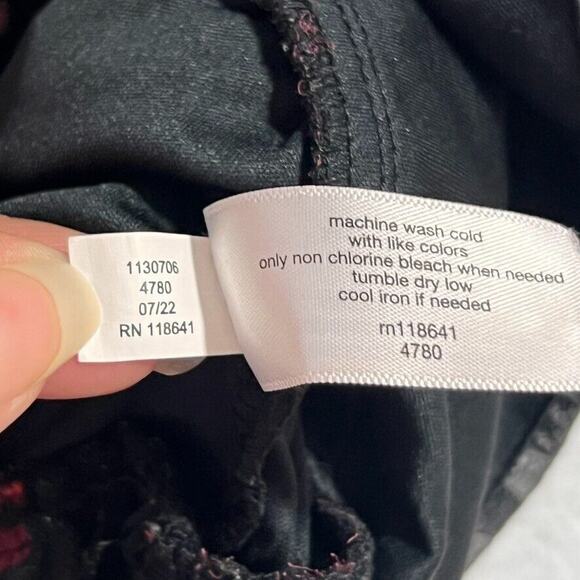 1130706
4780
07/22
RN 118641
machine wash cold
with like colors
only non chlorine bleach when needed
tumble dry low
cool iron if needed
rn118641
4780